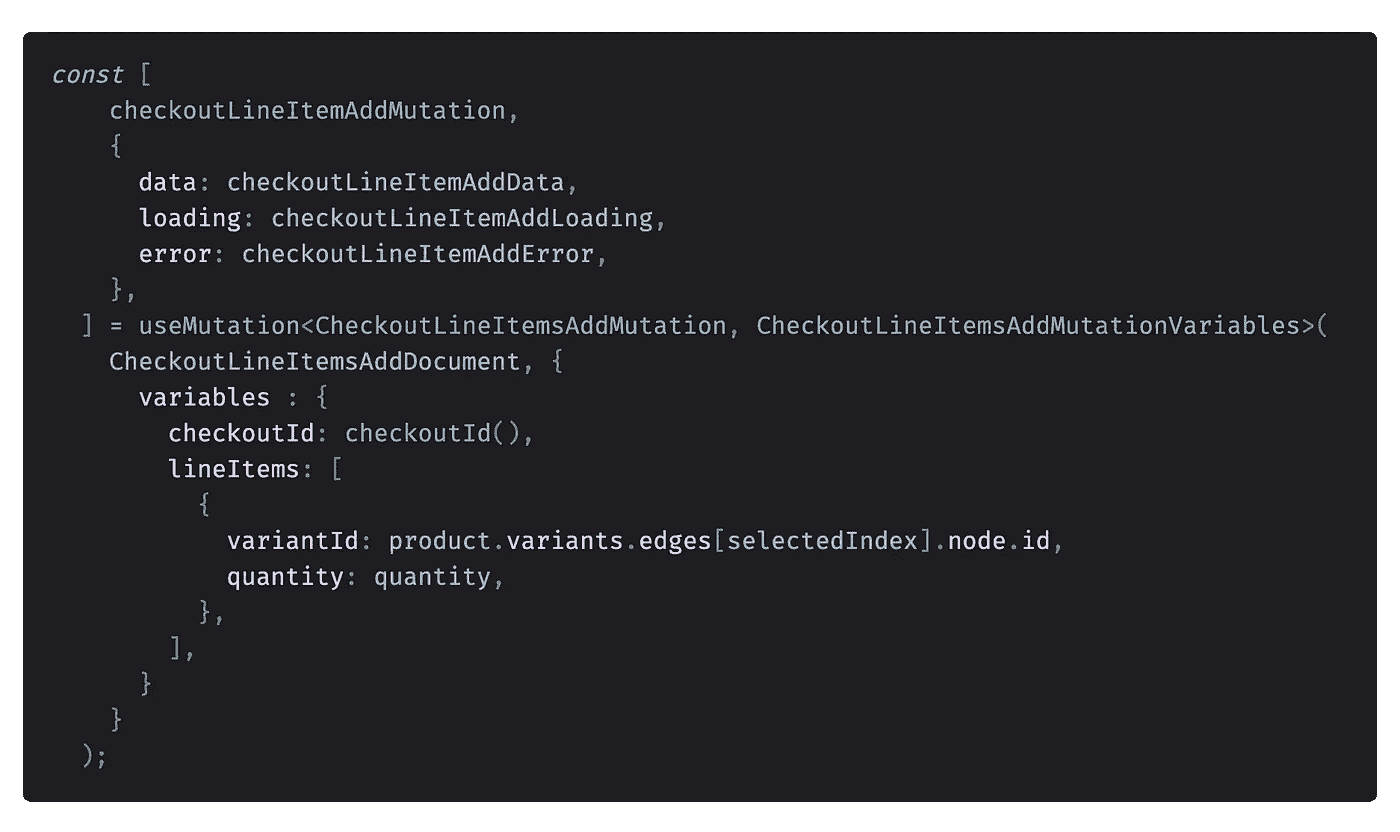 const [
    checkoutLineItemAddMutation,
    {
      data: checkoutLineItemAddData,
      loading: checkoutLineItemAddLoading,
      error: checkoutLineItemAddError,
    },
  ] = useMutation<CheckoutLineItemsAddMutation, CheckoutLineItemsAddMutationVariables>(
    CheckoutLineItemsAddDocument, {
      variables : {
        checkoutId: checkoutId(),
        lineItems: [
          {
            variantId: product.variants.edges[selectedIndex].node.id,
            quantity: quantity,
          },
        ],
      }
    }
  );